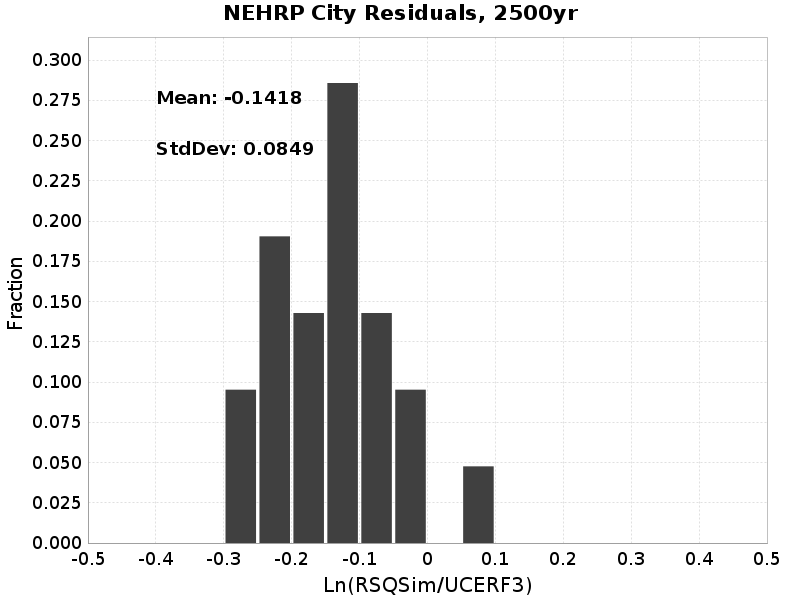 NEHRP City Residuals, 2500yr
0.300
0.275
0.250
0.225
0.200
0.175
0.150
0.125
0.100
0.075
0.050
0.025
0.000
Fraction
Mean: -0.1418
StdDev: 0.0849
-0.5 -0.4 -0.3 -0.2 -0.1 0 0.1 0.2 0.3 0.4 0.5
Ln(RSQSim/UCERF3)